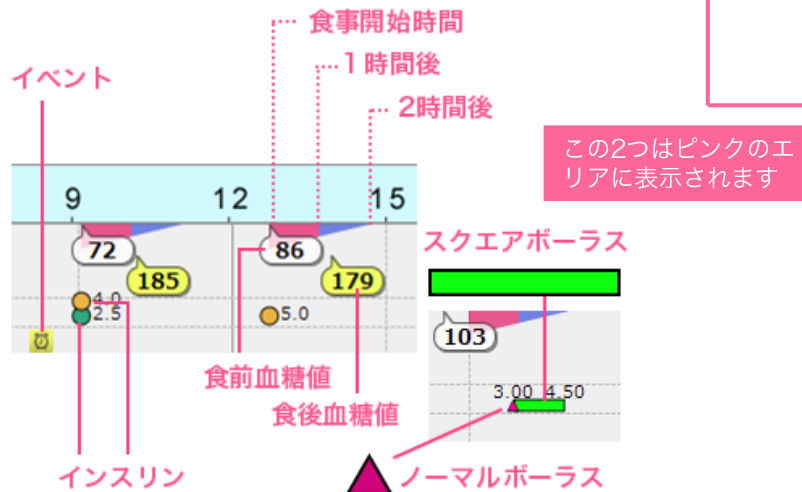 食事開始時間
1時間後
2時間後
イベント
この2つはピンクのエ
リアに表示されます
9 12 15
72 86
185 179
4.0
2.5 5.0
スクエアボーラス
103
3.00 4.50
食前血糖値
食後血糖値
インスリン
ノーマルボーラス